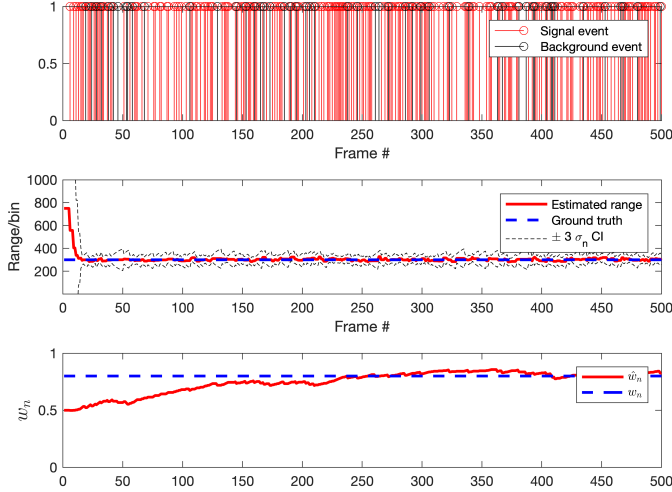 1
0.5
0
Signal event
Background event
0 50 100 150 200 250 300 350 400 450 500
Frame #
Range/bin
1000
800
600
400
200
Estimated range
Ground truth
± 3 σn CI
0 50 100 150 200 250 300 350 400 450 500
Frame #
wn
1
0.5
0
ŵn
wn
0 50 100 150 200 250 300 350 400 450 500